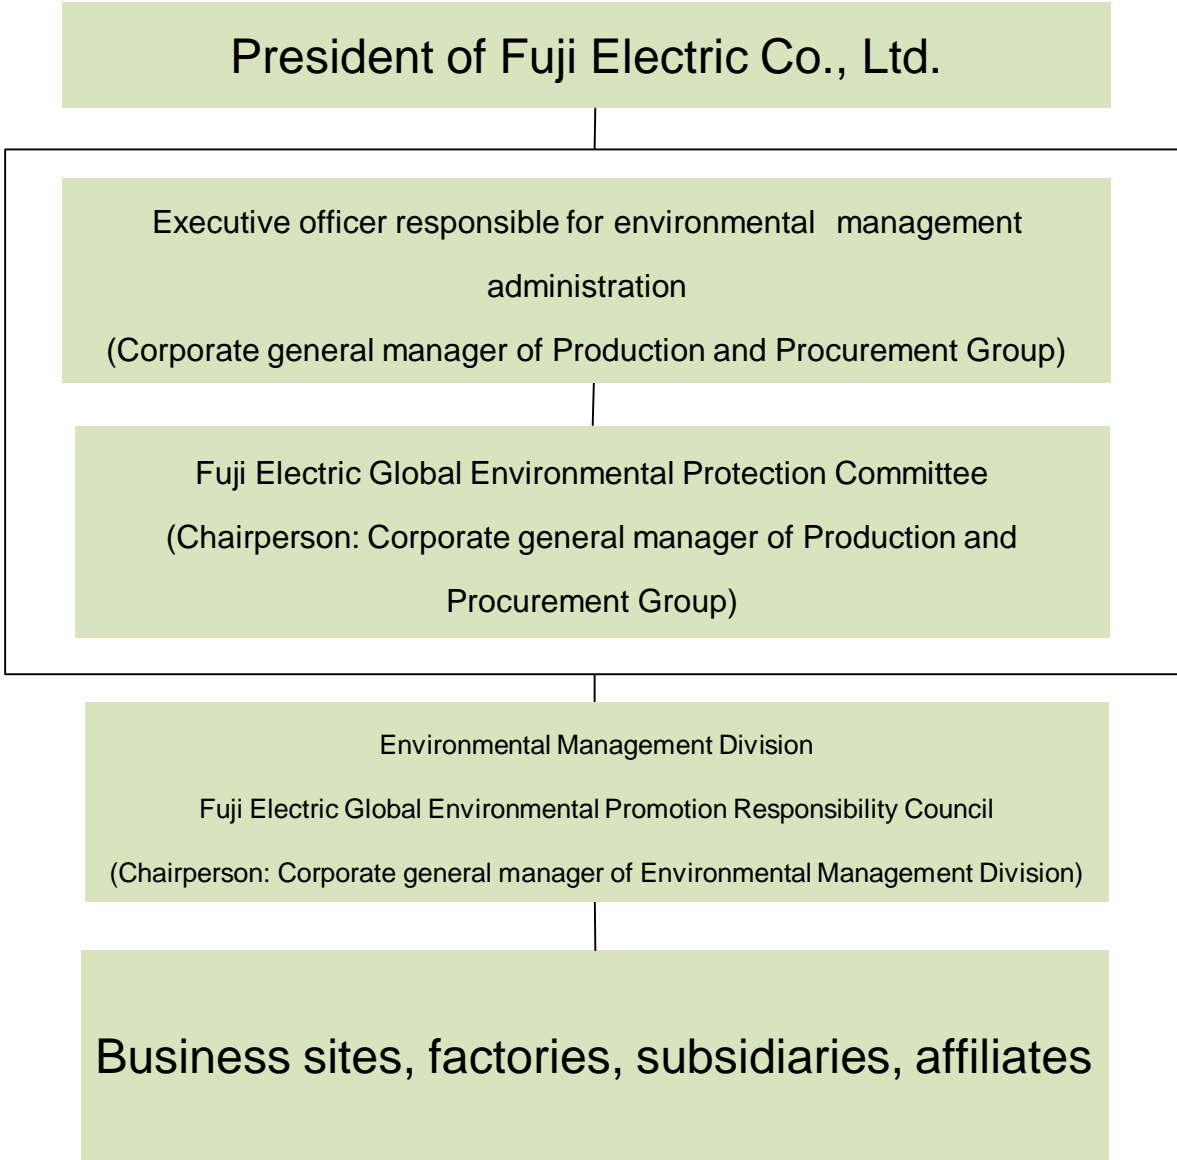 President of Fuji Electric Co., Ltd.
Executive officer responsible for environmental management
administration
(Corporate general manager of Production and Procurement Group)
Fuji Electric Global Environmental Protection Committee
(Chairperson: Corporate general manager of Production and
Procurement Group)
Environmental Management Division
Fuji Electric Global Environmental Promotion Responsibility Council
(Chairperson: Corporate general manager of Environmental Management Division)
Business sites, factories, subsidiaries, affiliates